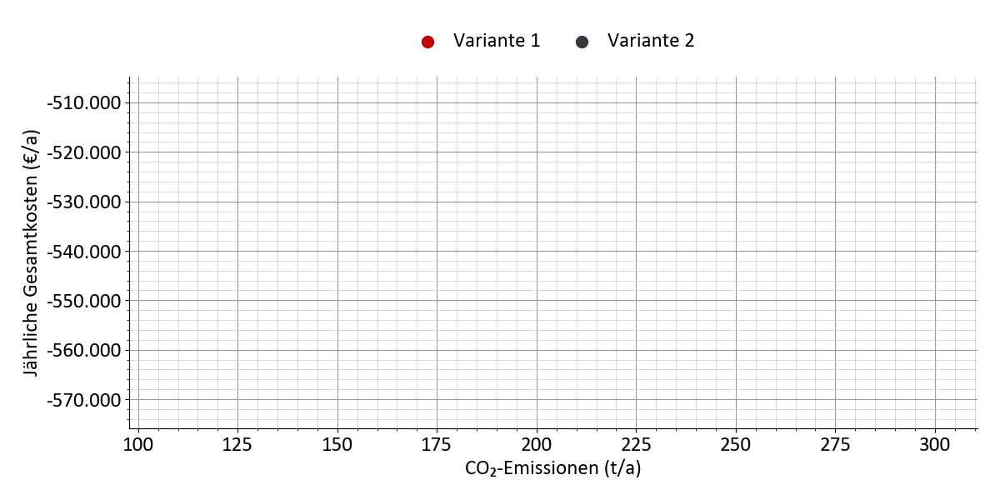 Variante 1 Variante 2
Jährliche Gesamtkosten (€/a)
-510.000
-520.000
-530.000
-540.000
-550.000
-560.000
-570.000
100 125 150 175 200 225 250 275 300
CO₂-Emissionen (t/a)